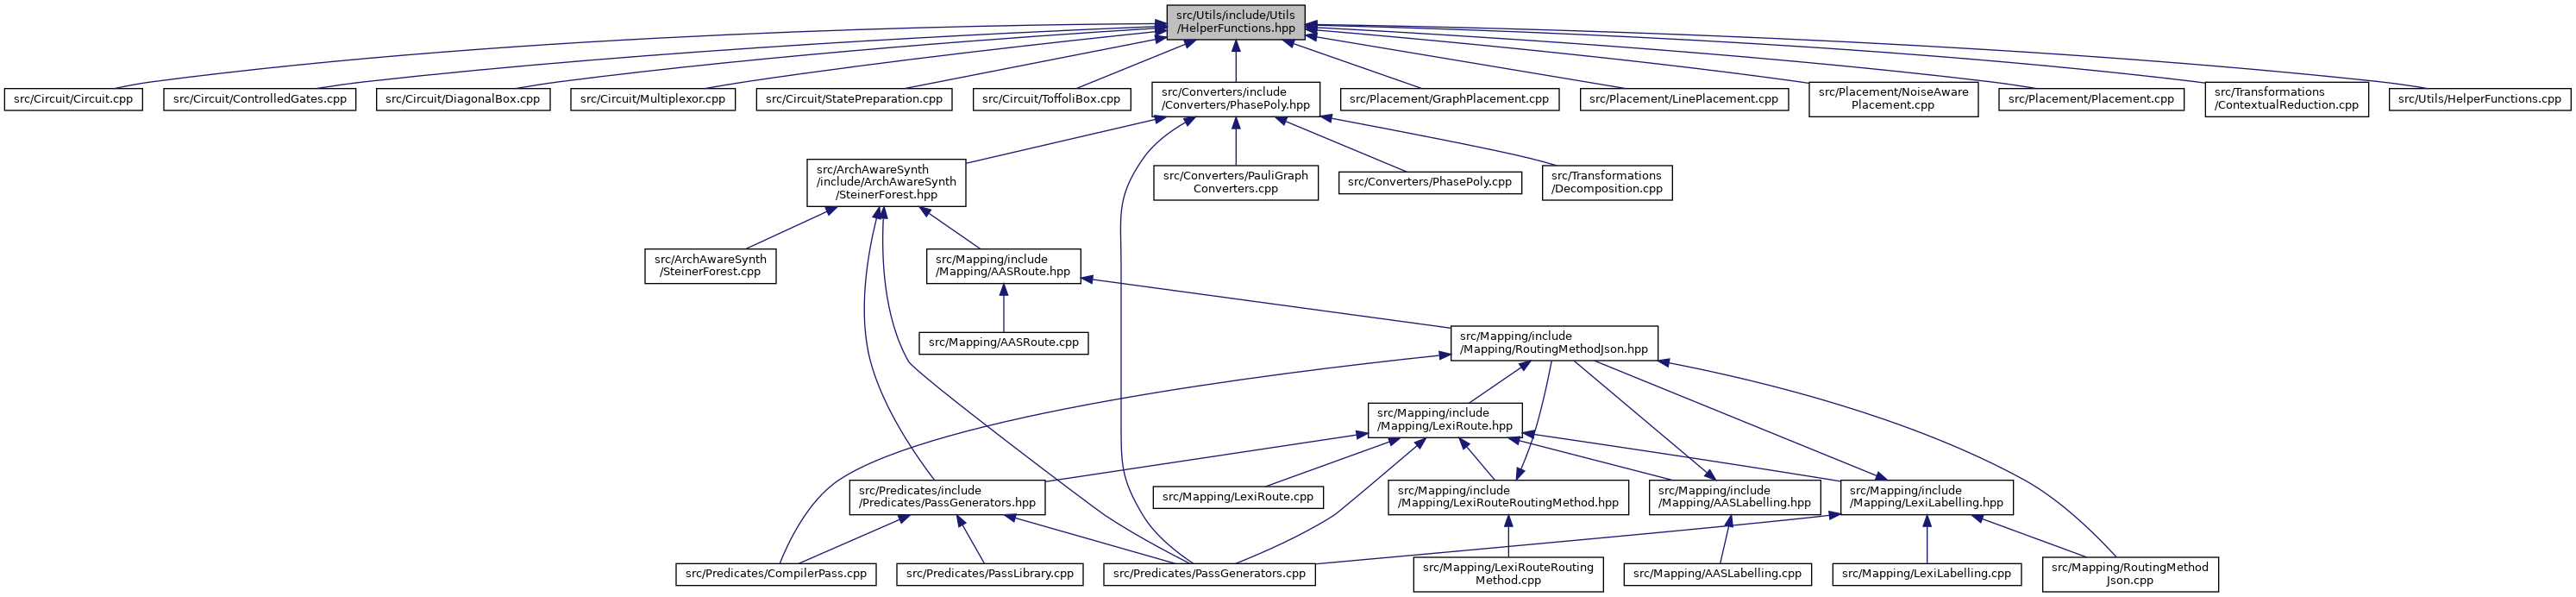 src/Utils/include/Utils
/HelperFunctions.hpp
src/Circuit/Circuit.cpp
src/Circuit/ControlledGates.cpp
src/Circuit/DiagonalBox.cpp
src/Circuit/Multiplexor.cpp
src/Circuit/StatePreparation.cpp
src/Circuit/ToffoliBox.cpp
src/Converters/include
/Converters/PhasePoly.hpp
src/Placement/GraphPlacement.cpp
src/Placement/LinePlacement.cpp
src/Placement/NoiseAware
Placement.cpp
src/Placement/Placement.cpp
src/Transformations
/ContextualReduction.cpp
src/Utils/HelperFunctions.cpp
src/ArchAwareSynth
/include/ArchAwareSynth
/SteinerForest.hpp
src/Converters/PauliGraph
Converters.cpp
src/Converters/PhasePoly.cpp
src/Transformations
/Decomposition.cpp
src/ArchAwareSynth
/SteinerForest.cpp
src/Mapping/include
/Mapping/AASRoute.hpp
src/Mapping/AASRoute.cpp
src/Mapping/include
/Mapping/RoutingMethodJson.hpp
src/Mapping/include
/Mapping/LexiRoute.hpp
src/Predicates/include
/Predicates/PassGenerators.hpp
src/Mapping/LexiRoute.cpp
src/Mapping/include
/Mapping/LexiRouteRoutingMethod.hpp
src/Mapping/include
/Mapping/AASLabelling.hpp
src/Mapping/include
/Mapping/LexiLabelling.hpp
src/Predicates/CompilerPass.cpp
src/Predicates/PassLibrary.cpp
src/Predicates/PassGenerators.cpp
src/Mapping/LexiRouteRouting
Method.cpp
src/Mapping/AASLabelling.cpp
src/Mapping/LexiLabelling.cpp
src/Mapping/RoutingMethod
Json.cpp